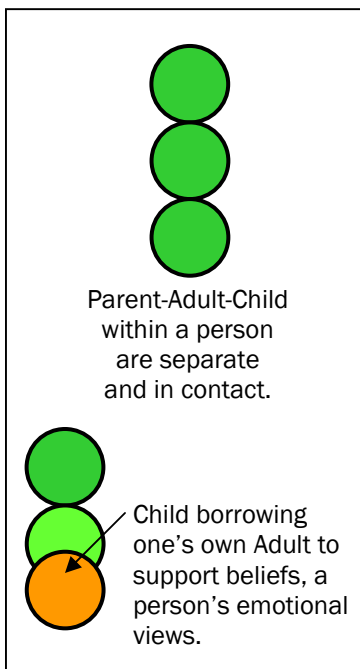 Parent-Adult-Child
within a person
are separate
and in contact.
Child borrowing
one's own Adult to
support beliefs, a
person's emotional
views.